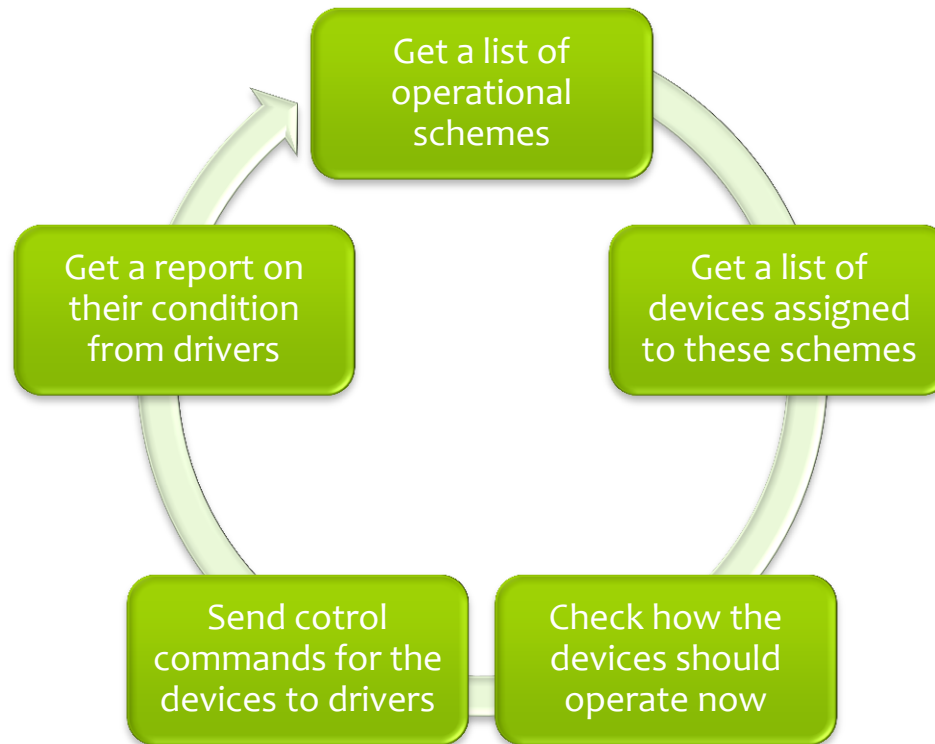 Get a list of
operational
schemes
Get a list of
devices assigned
to these schemes
Check how the
devices should
operate now
Send cotrol
commands for the
devices to drivers
Get a report on
their condition
from drivers